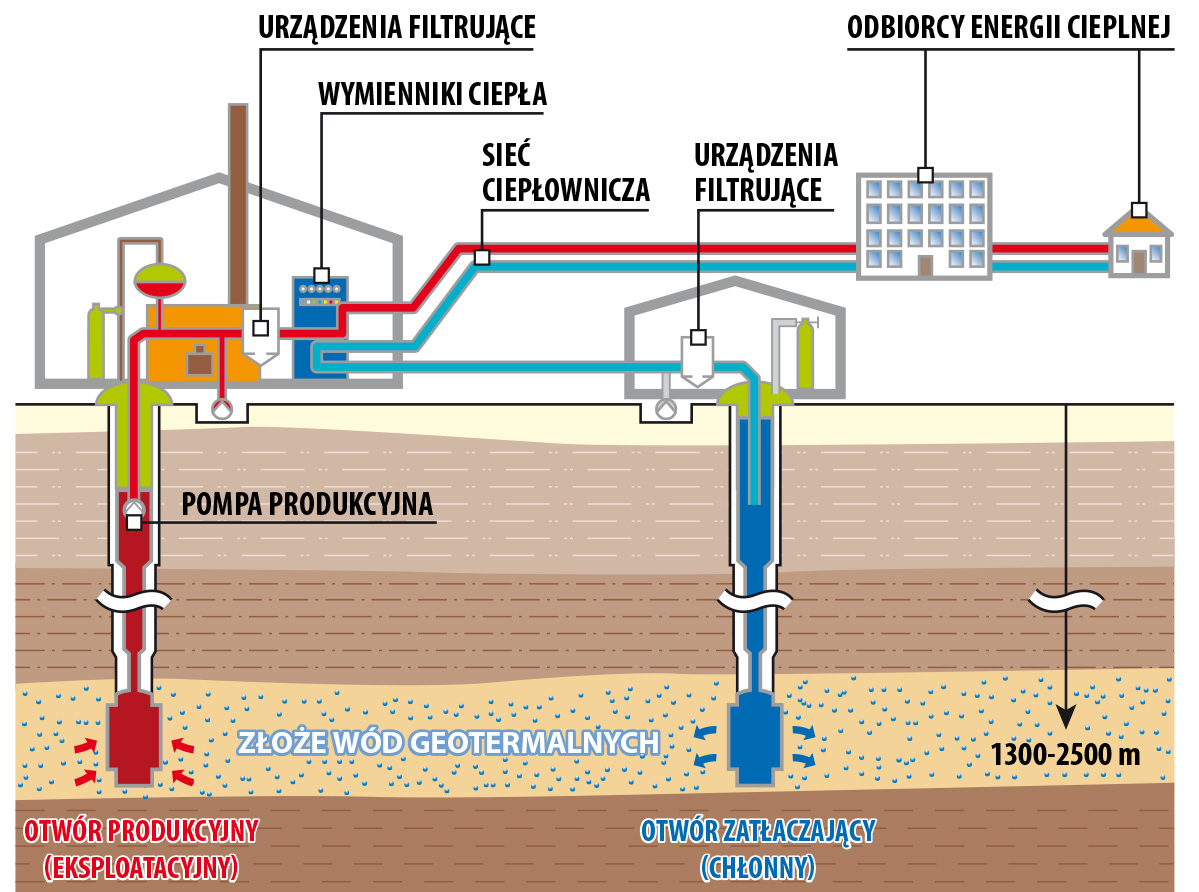 URZĄDZENIA FILTRUJĄCE
ODBIORCY ENERGII CIEPLNEJ
WYMIENNIKI CIEPŁA
SIEĆ
CIEPŁOWNICZA
URZĄDZENIA
FILTRUJĄCE
POMPA PRODUKCYJNA
ZŁOŻE WÓD GEOTERMALNYCH
1300-2500 m
OTWÓR PRODUKCYJNY
(EKSPLOATACYJNY)
OTWÓR ZATŁACZAJĄCY
(CHŁONNY)